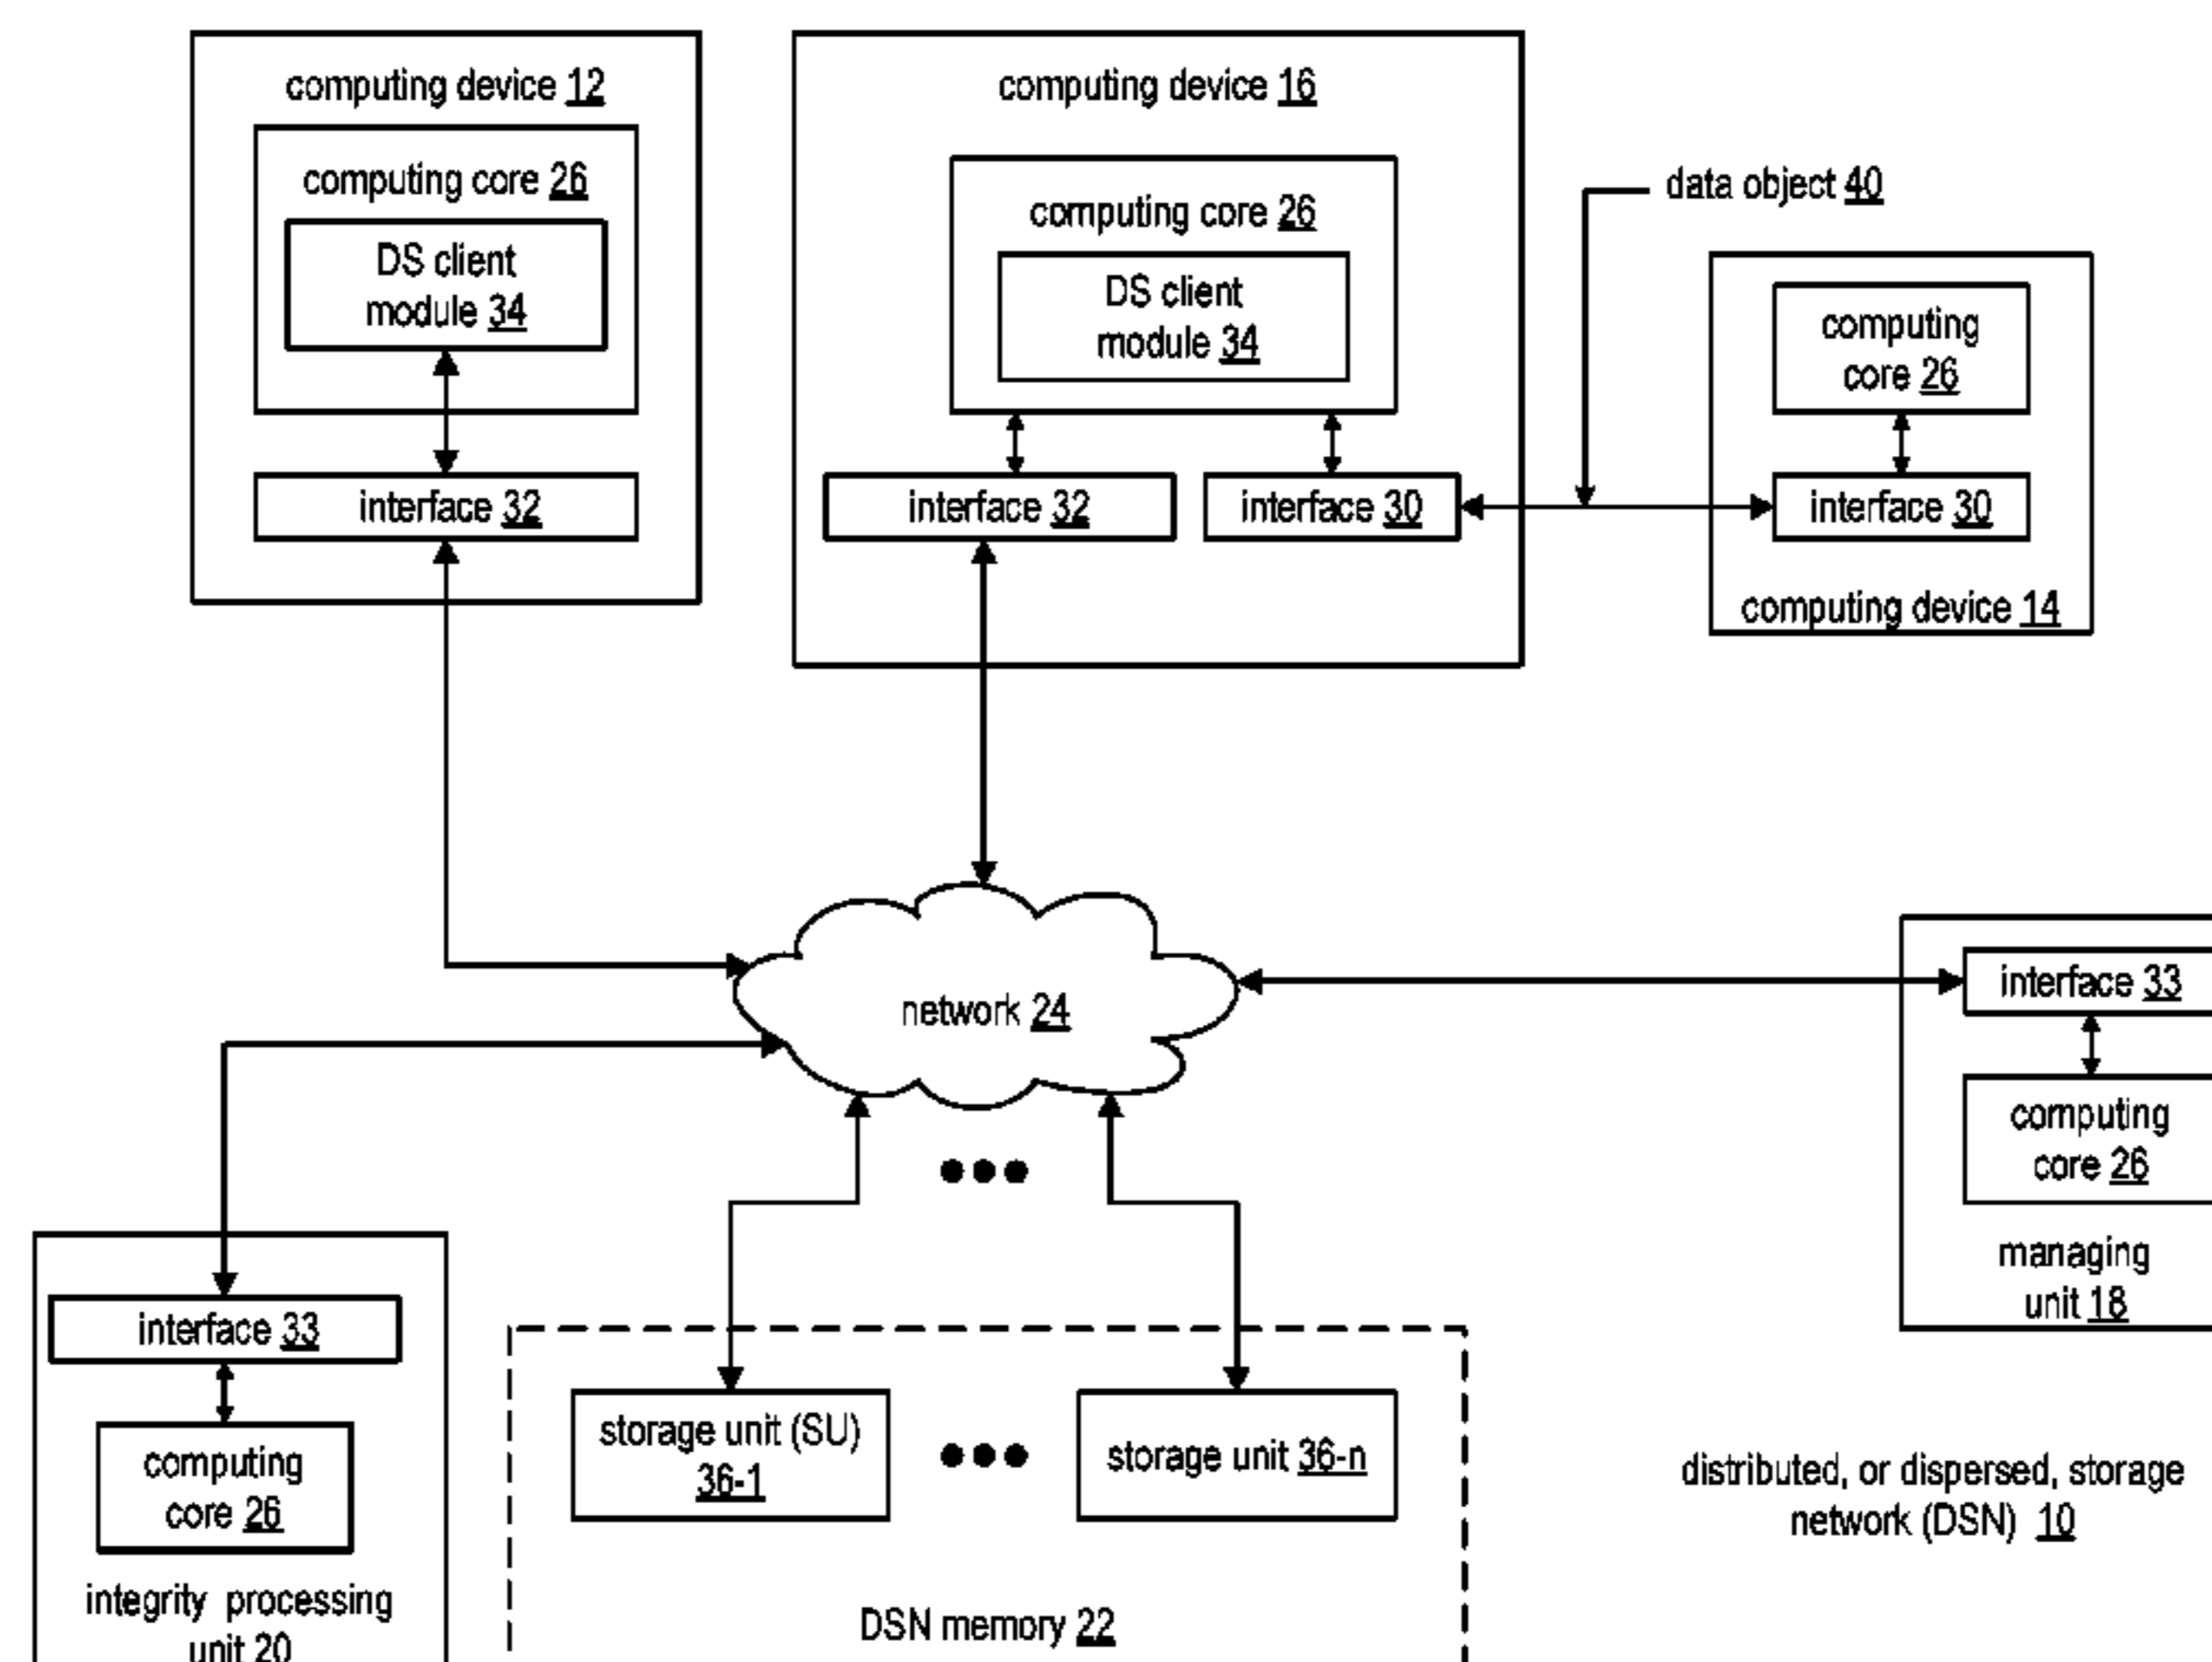 computing device 12
computing core 26
DS client
module 34
interface 32
computing device 16
computing core 26
DS client
module 34
interface 32
interface 30
data object 40
computing
core 26
interface 30
computing device 14
network 24
interface 33
computing
core 26
managing
unit 18
interface 33
computing
core 26
integrity processing
unit 20
storage unit (SU)
36-1
storage unit 36-n
DSN memory 22
distributed, or dispersed, storage
network (DSN) 10